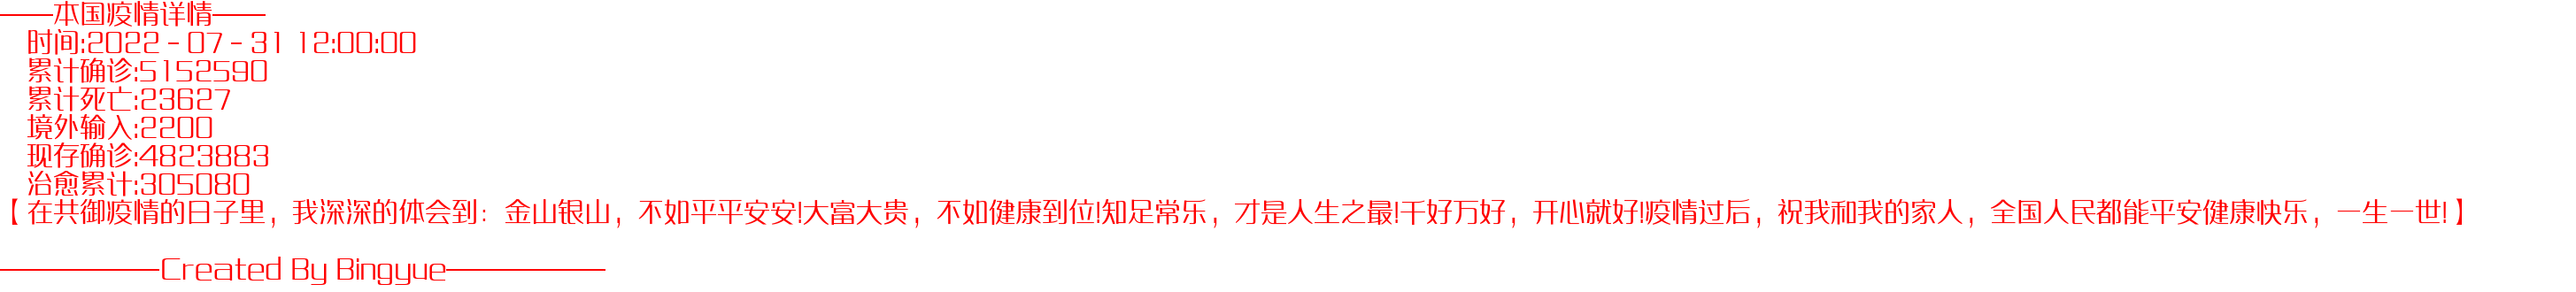 ——本国疫情详情——
时间:2022-07-31 12:00:00
累计确诊:5152590
累计死亡:23627
境外输入:2200
现存确诊:4823883
治愈累计:305080
【在共御疫情的日子里，我深深的体会到：金山银山，不如平平安安!大富大贵，不如健康到位!知足常乐，才是人生之最!千好万好，开心就好!疫情过后，祝我和我的家人，全国人民都能平安健康快乐，一生一世!】
——————Created By Bingyue——————